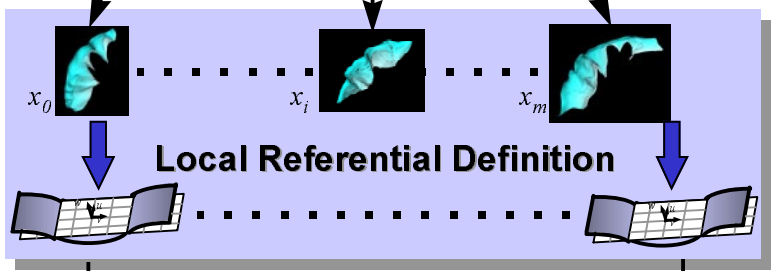 x0
xi
xm
Local Referential Definition
w u
v
w u
v